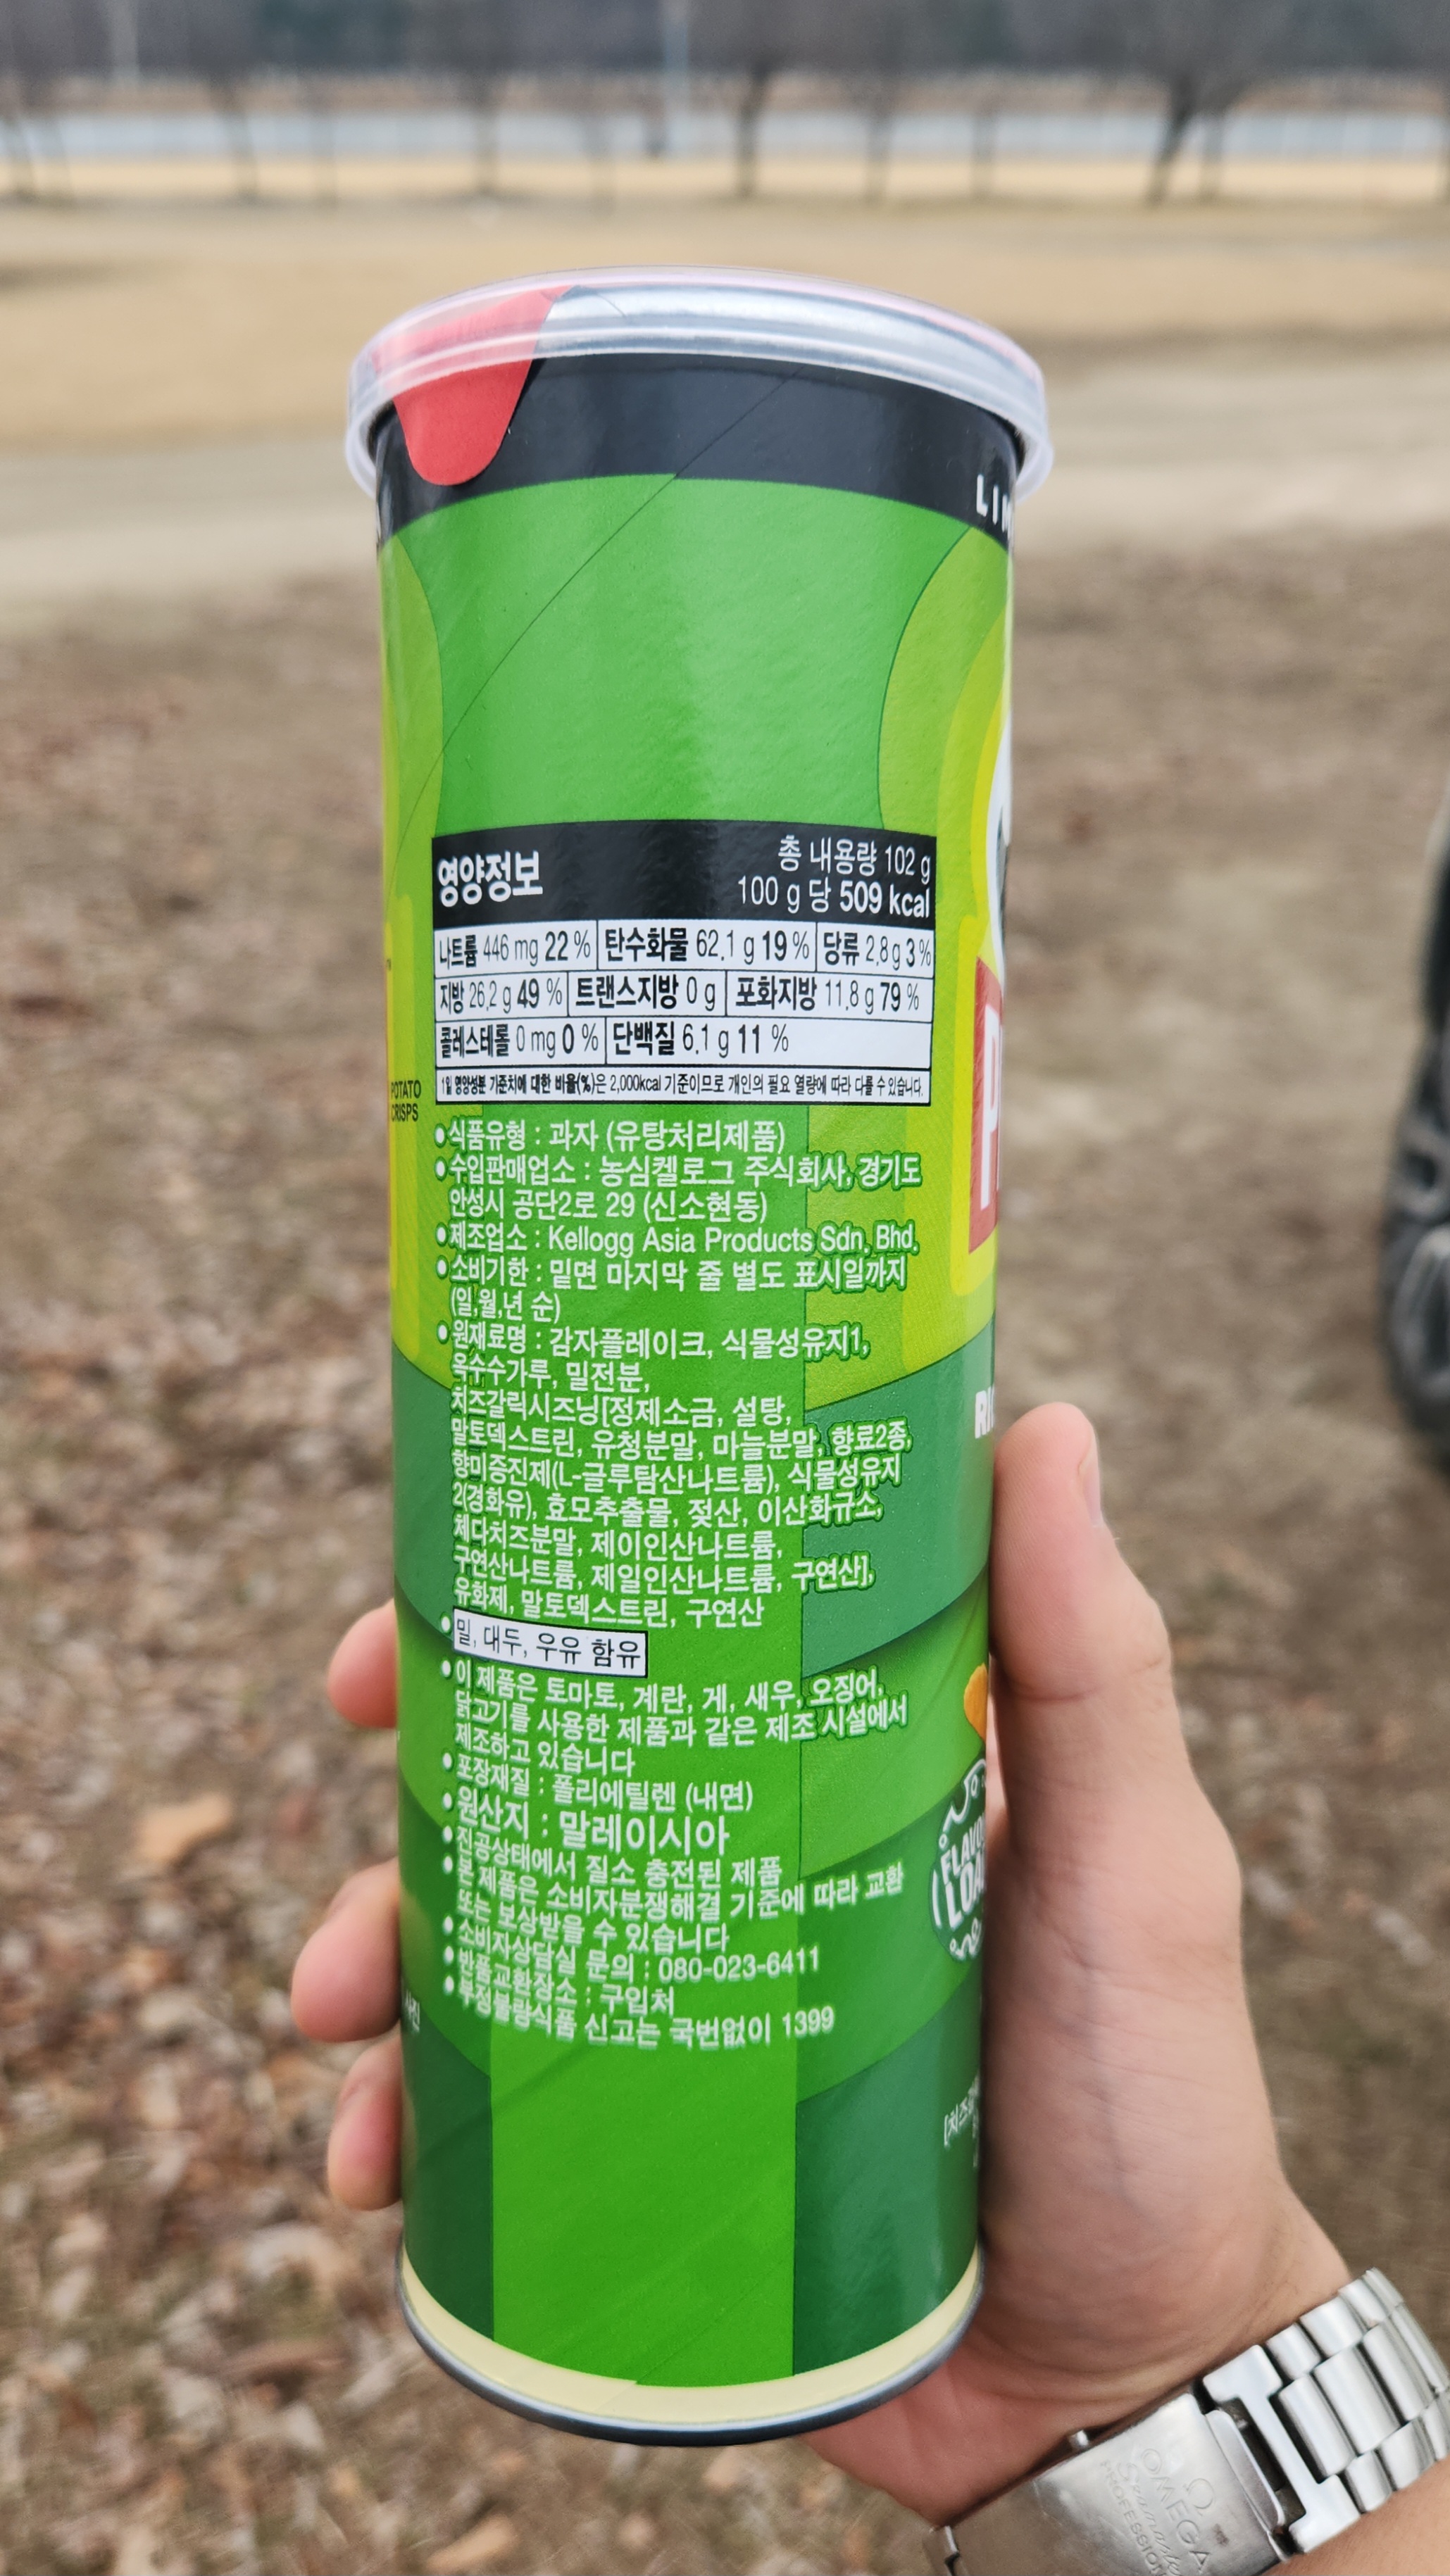 LIM
영양정보
총 내용량 102 g
100 g 당 509 kcal
나트륨 446 mg 22 % 탄수화물 62.1 g 19 % 당류 2.8 g 3 %
지방 26.2 g 49 % 트랜스지방 0 g 포화지방 11.8 g 79 %
콜레스테롤 0 mg 0 % 단백질 6.1 g 11 %
1일 영양성분 기준치에 대한 비율(%)은 2,000kcal 기준이므로 개인의 필요 열량에 따라 다를 수 있습니다.
POTATO
CRISPS
•식품유형 : 과자 (유탕처리제품)
•수입판매업소 : 농심켈로그 주식회사, 경기도
안성시 공단2로 29 (신소현동)
•제조업소 : Kellogg Asia Products Sdn. Bhd.
•소비기한 : 밑면 마지막 줄 별도 표시일까지
(일,월,년 순)
•원재료명 : 감자플레이크, 식물성유지1,
옥수수가루, 밀전분,
치즈갈릭시즈닝[정제소금, 설탕,
말토덱스트린, 유청분말, 마늘분말, 향료2종,
향미증진제(L-글루탐산나트륨), 식물성유지
2(경화유), 효모추출물, 젖산, 이산화규소,
체다치즈분말, 제이인산나트륨,
구연산나트륨, 제일인산나트륨, 구연산],
유화제, 말토덱스트린, 구연산
•밀, 대두, 우유 함유
•이 제품은 토마토, 계란, 게, 새우, 오징어,
닭고기를 사용한 제품과 같은 제조 시설에서
제조하고 있습니다
•포장재질 : 폴리에틸렌 (내면)
•원산지 : 말레이시아
•진공상태에서 질소 충전된 제품
•본 제품은 소비자분쟁해결 기준에 따라 교환
또는 보상받을 수 있습니다
•소비자상담실 문의 : 080-023-6411
•반품교환장소 : 구입처
•부정불량식품 신고는 국번없이 1399
사진
OMEGA
PROFESSIONAL